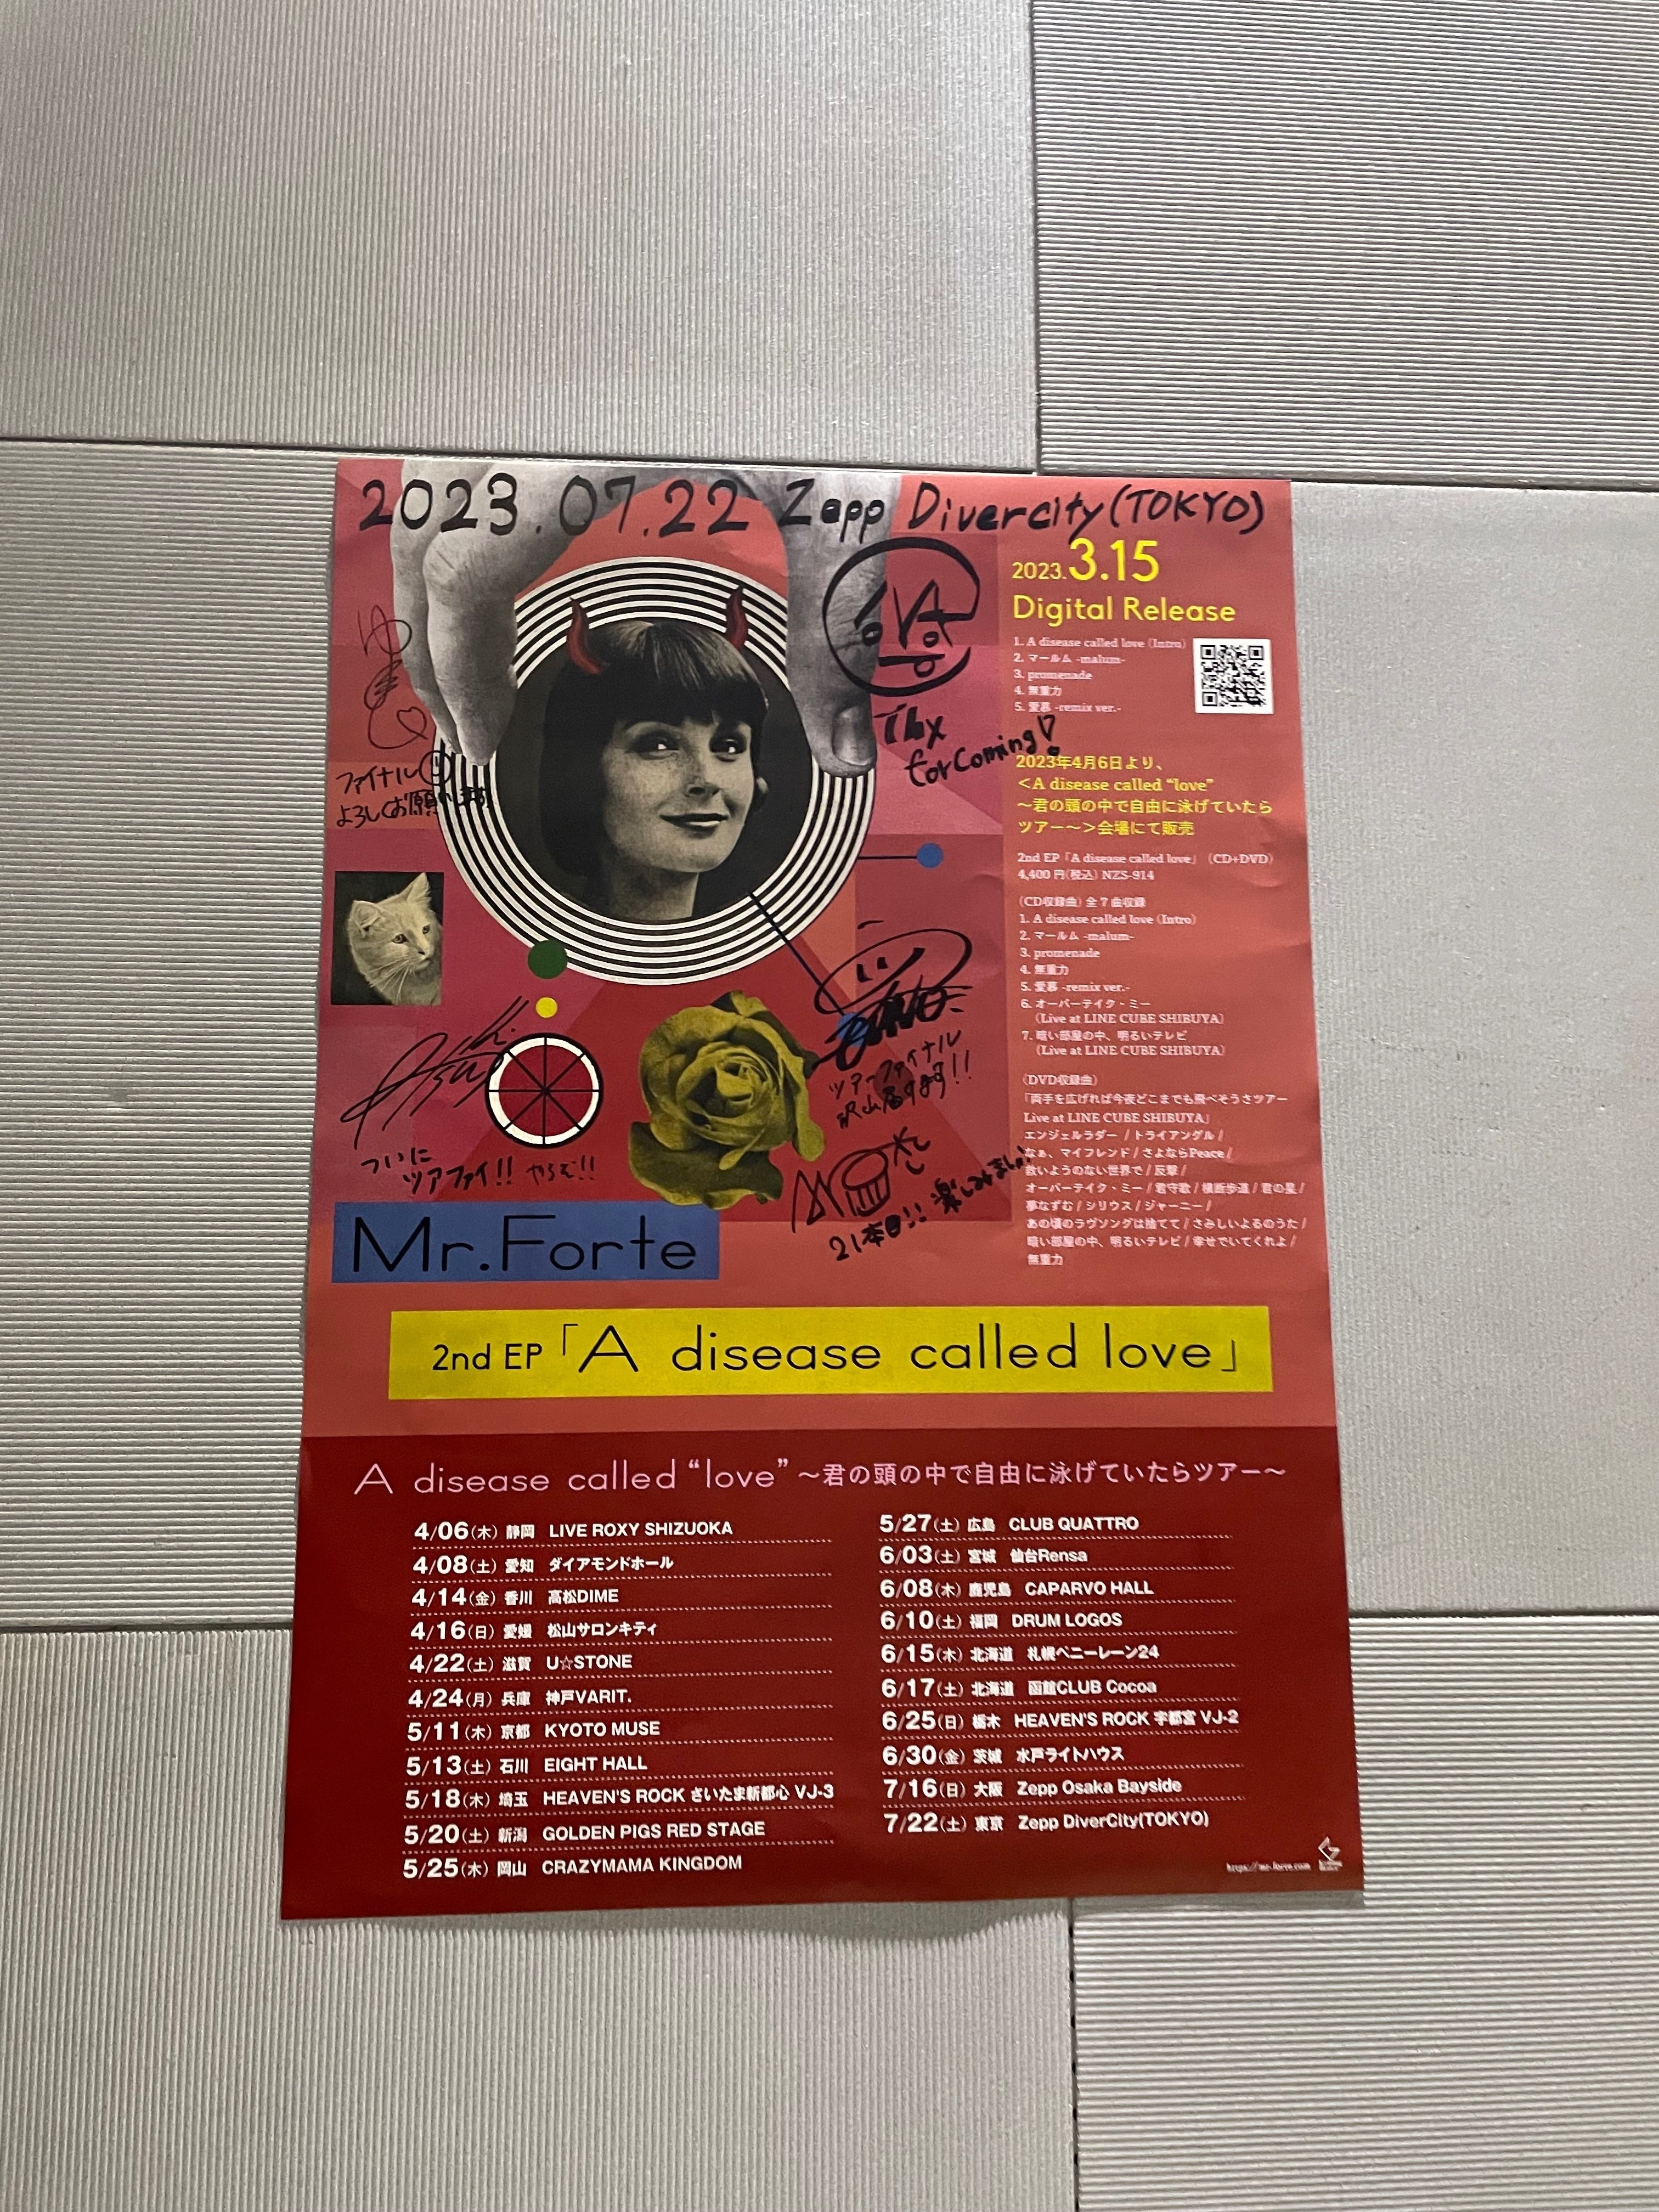 2023.07.22 Zepp Divercity(TOKYO)
Thx
for Coming!
ファイナル
よろしくお願いします!!
ツアーファイナル
沢山届けます!!
ついに
ツアファイ!! やろむ!!
21本目!! 楽しみましょ!
2023.3.15
Digital Release
1. A disease called love (Intro)
2. マールム -malum-
3. promenade
4. 無重力
5. 愛慕 -remix ver.-
2023年4月6日より、
<A disease called “love”
～君の頭の中で自由に泳げていたら
ツアー～>会場にて販売
2nd EP「A disease called love」(CD+DVD)
4,400 円(税込) NZS-914
(CD収録曲) 全 7 曲収録
1. A disease called love (Intro)
2. マールム -malum-
3. promenade
4. 無重力
5. 愛慕 -remix ver.-
6. オーバーテイク・ミー
(Live at LINE CUBE SHIBUYA)
7. 暗い部屋の中、明るいテレビ
(Live at LINE CUBE SHIBUYA)
(DVD収録曲)
「両手を広げれば今夜どこまでも飛べそうさツアー
Live at LINE CUBE SHIBUYA」
エンジェルラダー / トライアングル /
なぁ、マイフレンド / さよならPeace /
救いようのない世界で / 反撃 /
オーバーテイク・ミー / 君守歌 / 横断歩道 / 君の星 /
夢なずむ / シリウス / ジャーニー /
あの頃のラヴソングは捨てて / さみしいよるのうた /
暗い部屋の中、明るいテレビ / 幸せでいてくれよ /
無重力
Mr.Forte
2nd EP「A disease called love」
A disease called “love” ～君の頭の中で自由に泳げていたらツアー～
4/06(木) 静岡 LIVE ROXY SHIZUOKA
4/08(土) 愛知 ダイアモンドホール
4/14(金) 香川 高松DIME
4/16(日) 愛媛 松山サロンキティ
4/22(土) 滋賀 U☆STONE
4/24(月) 兵庫 神戸VARIT.
5/11(木) 京都 KYOTO MUSE
5/13(土) 石川 EIGHT HALL
5/18(木) 埼玉 HEAVEN'S ROCK さいたま新都心 VJ-3
5/20(土) 新潟 GOLDEN PIGS RED STAGE
5/25(木) 岡山 CRAZYMAMA KINGDOM
5/27(土) 広島 CLUB QUATTRO
6/03(土) 宮城 仙台Rensa
6/08(木) 鹿児島 CAPARVO HALL
6/10(土) 福岡 DRUM LOGOS
6/15(木) 北海道 札幌ペニーレーン24
6/17(土) 北海道 函館CLUB Cocoa
6/25(日) 栃木 HEAVEN'S ROCK 宇都宮 VJ-2
6/30(金) 茨城 水戸ライトハウス
7/16(日) 大阪 Zepp Osaka Bayside
7/22(土) 東京 Zepp DiverCity(TOKYO)
https://mr-forte.com